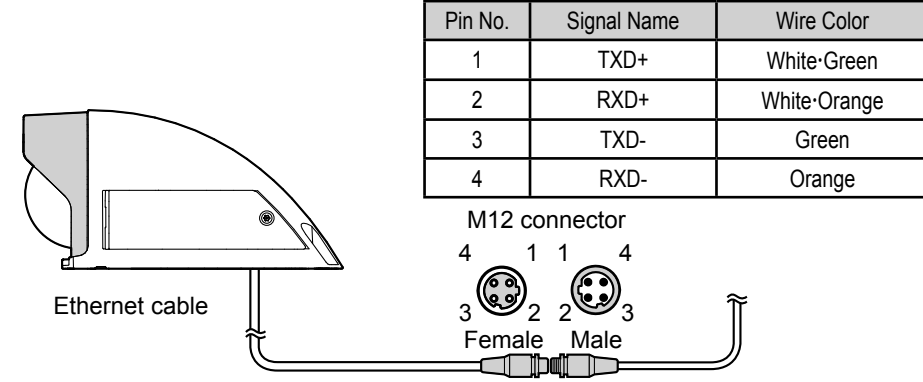 Pin No. Signal Name Wire Color
1 TXD+ White·Green
2 RXD+ White·Orange
3 TXD- Green
4 RXD- Orange
M12 connector
4 1 1 4
Ethernet cable
3 2 2 3
Female Male